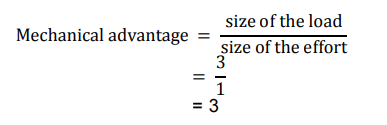 Mechanical advantage = size of the load / size of the effort
= 3/1
= 3